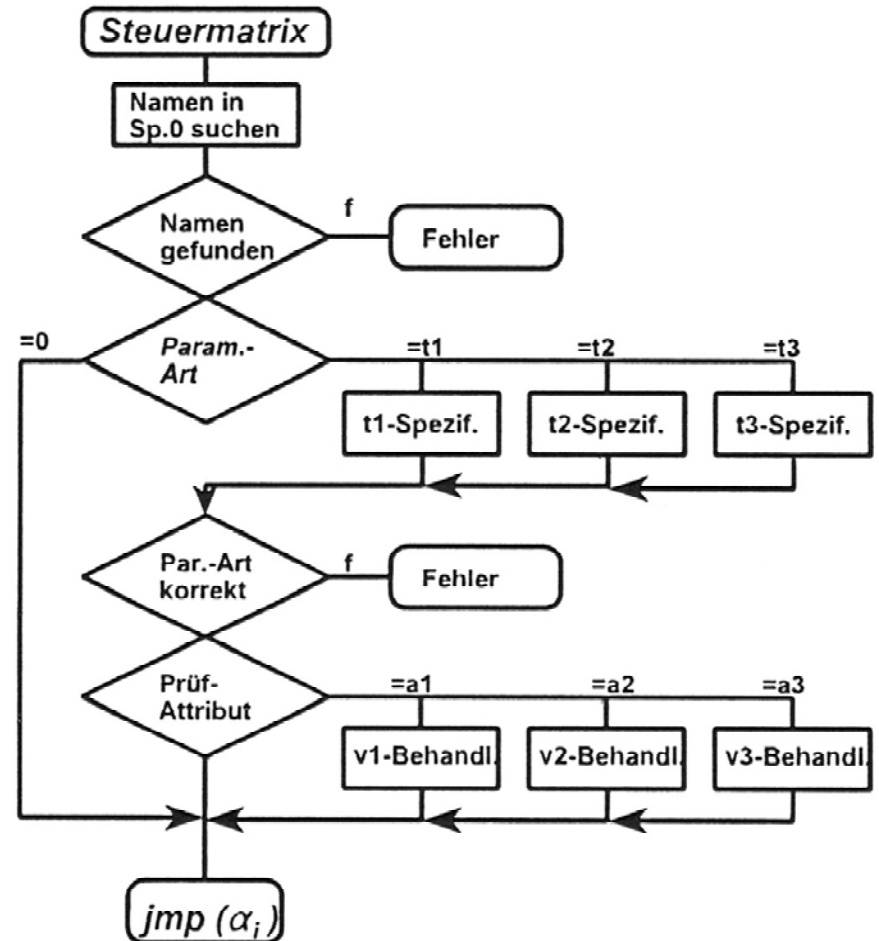 Steuermatrix
Namen in
Sp.0 suchen
Namen
gefunden
f
Fehler
=0
Param.-
Art
=t1
=t2
=t3
t1-Spezif.
t2-Spezif.
t3-Spezif.
Par.-Art
korrekt
f
Fehler
Prüf-
Attribut
=a1
=a2
=a3
v1-Behandl.
v2-Behandl.
v3-Behandl.
jmp (αᵢ)